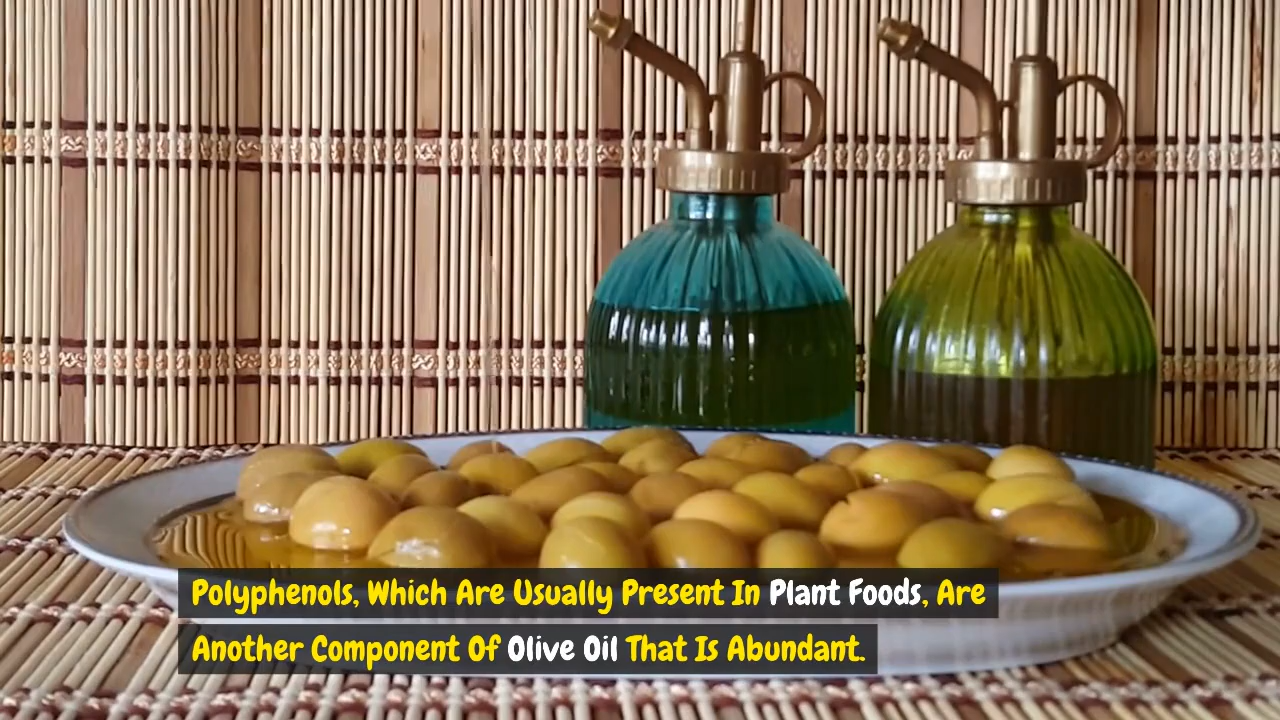 Polyphenols, Which Are Usually Present In Plant Foods, Are
Another Component Of Olive Oil That Is Abundant.